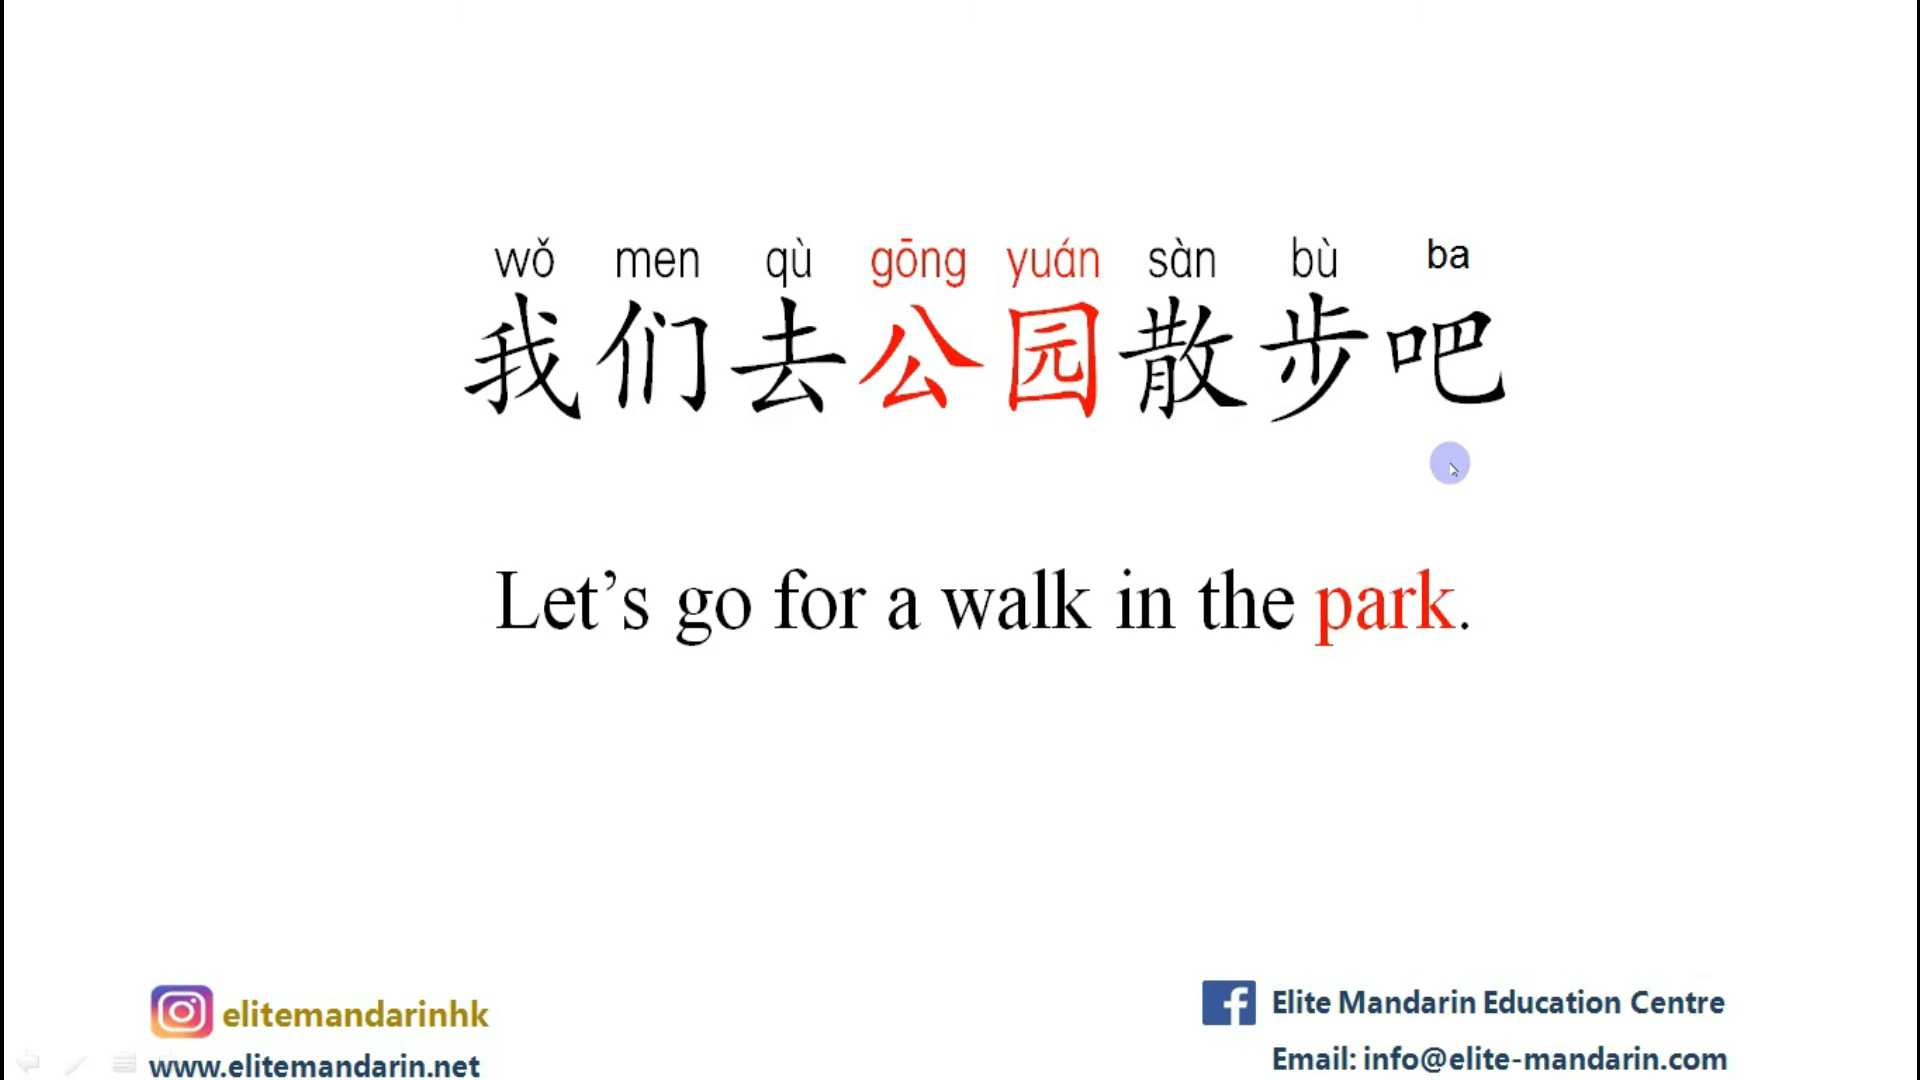 wǒ men qù gōng yuán sàn bù ba
我们去公园散步吧
Let’s go for a walk in the park.
elitemandarinhk
www.elitemandarin.net
Elite Mandarin Education Centre
Email: info@elite-mandarin.com